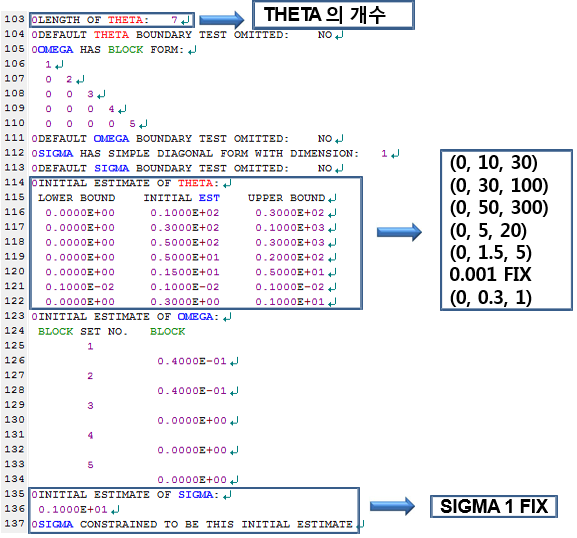 103 0LENGTH OF THETA: 7
THETA 의 개수
104 0DEFAULT THETA BOUNDARY TEST OMITTED: NO
105 0OMEGA HAS BLOCK FORM:
106 1
107 0 2
108 0 0 3
109 0 0 0 4
110 0 0 0 0 5
111 0DEFAULT OMEGA BOUNDARY TEST OMITTED: NO
112 0SIGMA HAS SIMPLE DIAGONAL FORM WITH DIMENSION: 1
113 0DEFAULT SIGMA BOUNDARY TEST OMITTED: NO
114 0INITIAL ESTIMATE OF THETA:
115 LOWER BOUND INITIAL EST UPPER BOUND
116 0.0000E+00 0.1000E+02 0.3000E+02
117 0.0000E+00 0.3000E+02 0.1000E+03
118 0.0000E+00 0.5000E+02 0.3000E+03
119 0.0000E+00 0.5000E+01 0.2000E+02
120 0.0000E+00 0.1500E+01 0.5000E+01
121 0.1000E-02 0.1000E-02 0.1000E-02
122 0.0000E+00 0.3000E+00 0.1000E+01
(0, 10, 30)
(0, 30, 100)
(0, 50, 300)
(0, 5, 20)
(0, 1.5, 5)
0.001 FIX
(0, 0.3, 1)
123 0INITIAL ESTIMATE OF OMEGA:
124 BLOCK SET NO. BLOCK
125 1
126 0.4000E-01
127 2
128 0.4000E-01
129 3
130 0.0000E+00
131 4
132 0.0000E+00
133 5
134 0.0000E+00
135 0INITIAL ESTIMATE OF SIGMA:
136 0.1000E+01
137 0SIGMA CONSTRAINED TO BE THIS INITIAL ESTIMATE
SIGMA 1 FIX